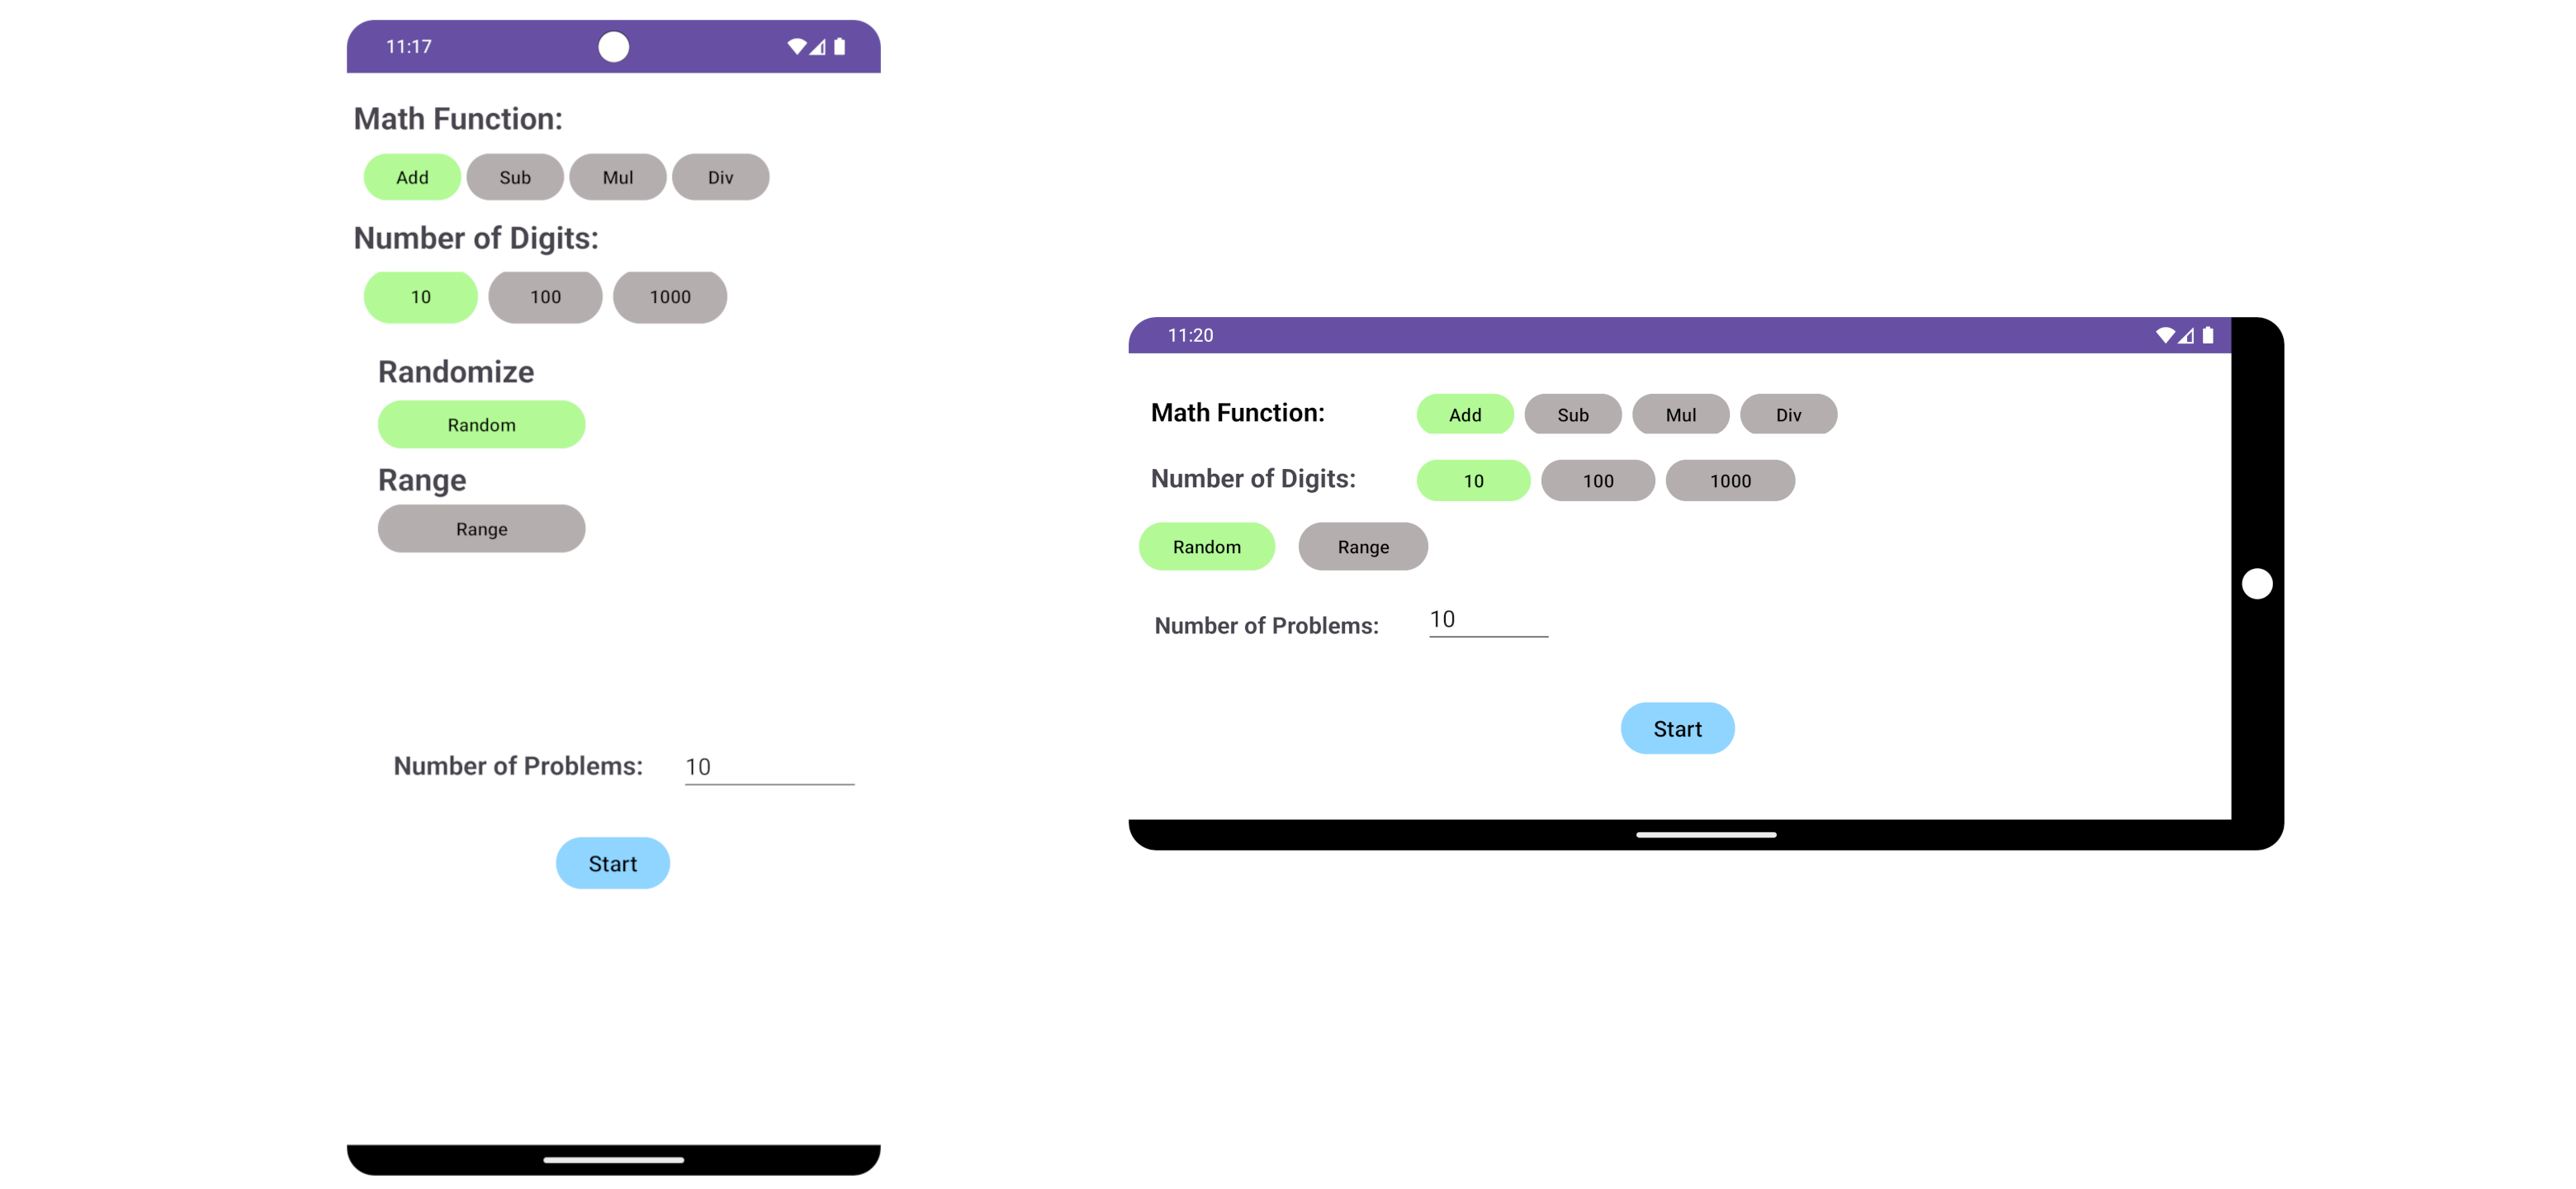 11:17
Math Function:
Add Sub Mul Div
Number of Digits:
10 100 1000
Randomize
Random
Range
Range
Number of Problems: 10
Start
11:20
Math Function: Add Sub Mul Div
Number of Digits: 10 100 1000
Random Range
Number of Problems: 10
Start